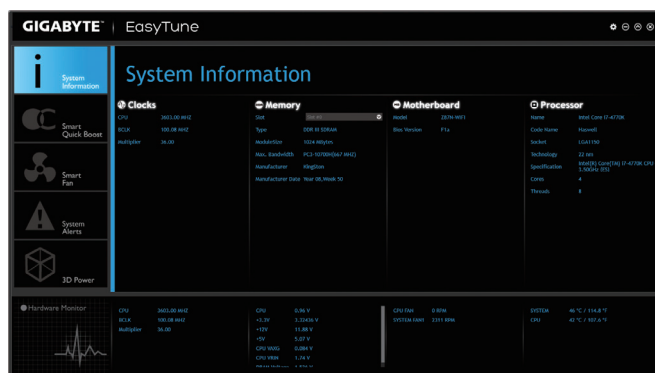 GIGABYTE™ EasyTune
System Information
System Information
Clocks
CPU 3603.00 MHZ
BCLK 100.08 MHZ
Multiplier 36.00
Memory
Slot
Type DDR III SDRAM
ModuleSize 1024 MBytes
Max. Bandwidth PC3-10700H(667 MHZ)
Manufacturer Kingston
Manufacturer Date Year 08,Week 50
Motherboard
Model Z87N-WIFI
Bios Version F1a
Processor
Name Intel Core i7-4770K
Code Name Haswell
Socket LGA1150
Technology 22 nm
Specification Intel(R) Core(TM) i7-4770K CPU
3.50GHz (ES)
Cores 4
Threads 8
Smart Quick Boost
Smart Fan
System Alerts
3D Power
Hardware Monitor
CPU 3603.00 MHZ
BCLK 100.08 MHZ
Multiplier 36.00
CPU 0.96 V
+3.3V 3.32436 V
+12V 11.88 V
+5V 5.07 V
CPU VAXG 0.084 V
CPU VRIN 1.74 V
CPU FAN 0 RPM
SYSTEM FAN1 2311 RPM
SYSTEM 46 °C / 114.8 °F
CPU 42 °C / 107.6 °F